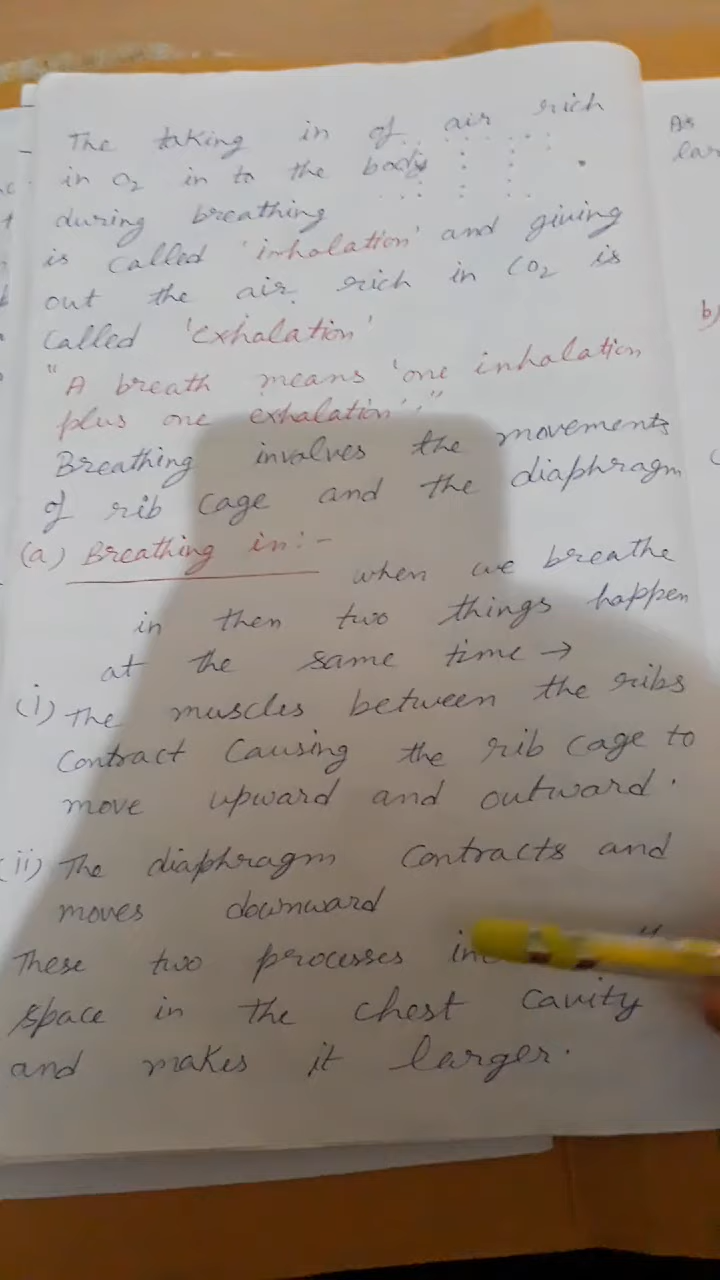 The taking in of air rich
in O2 in to the body
during breathing
is called 'inhalation' and giving
out the air rich in CO2 is
called 'exhalation'
"A breath means 'one inhalation
plus one exhalation'."
Breathing involves the movements
of rib cage and the diaphragm
(a) Breathing in:-
when we breathe
in then two things happen
at the same time →
(i) The muscles between the ribs
contract causing the rib cage to
move upward and outward.
(ii) The diaphragm contracts and
moves downward
These two processes
space in the chest cavity
and makes it larger.
As
lar
b)